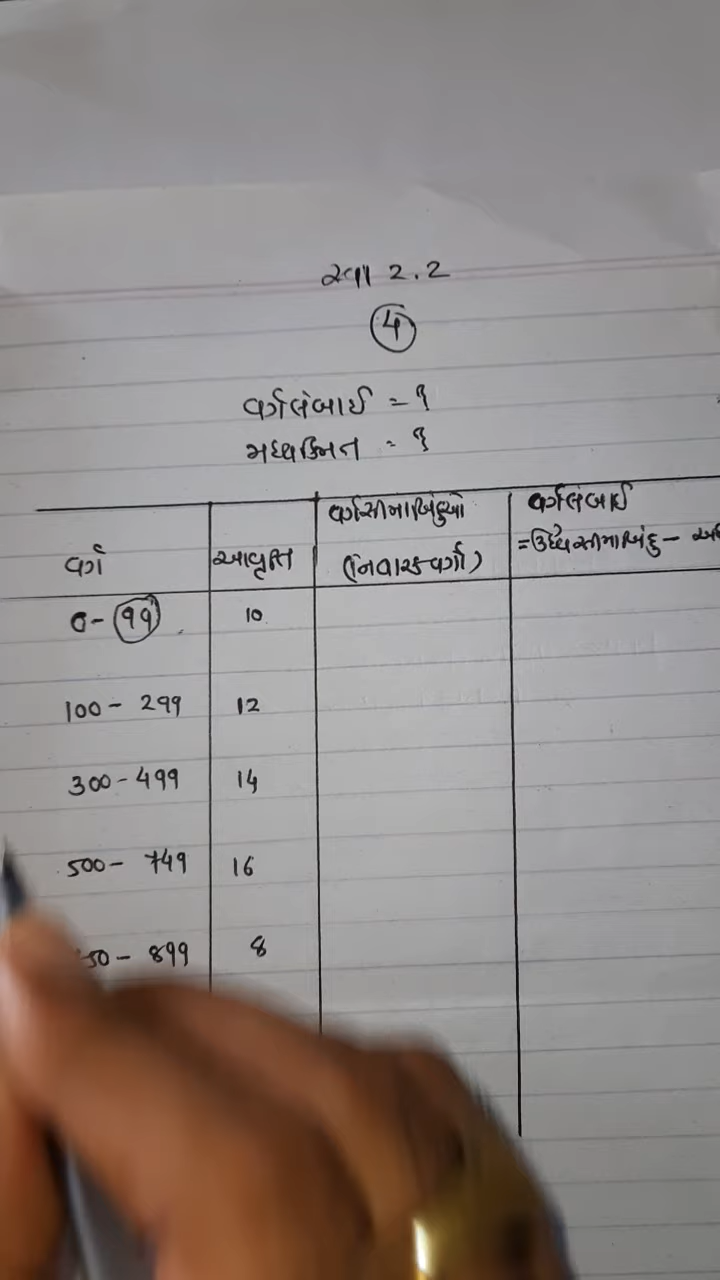 સ્વા 2.2
4
વર્ગલંબાઈ = ?
મધ્યકિંમત = ?
વર્ગ આવૃત્તિ વર્ગસીમાબિંદુઓ (નિવારક વર્ગો) વર્ગલંબાઈ = ઉર્ધ્વસીમાબિંદુ -
0 - 99 10
100 - 299 12
300 - 499 14
500 - 749 16
50 - 899 8